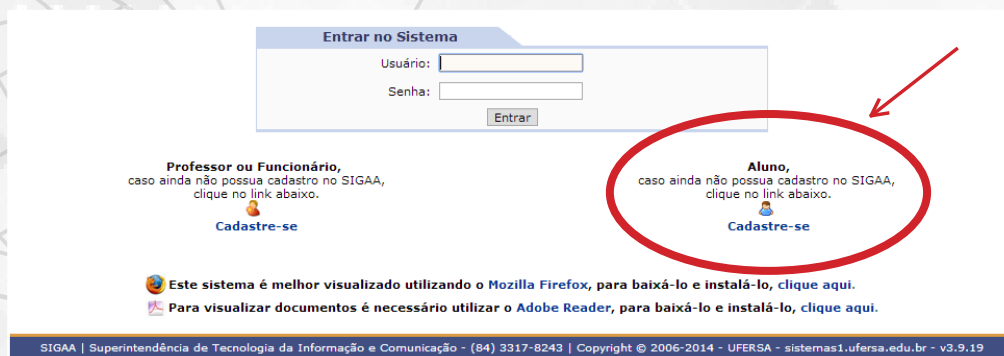 Entrar no Sistema
Usuário:
Senha:
Entrar
Professor ou Funcionário,
caso ainda não possua cadastro no SIGAA,
clique no link abaixo.
Cadastre-se
Aluno,
caso ainda não possua cadastro no SIGAA,
clique no link abaixo.
Cadastre-se
Este sistema é melhor visualizado utilizando o Mozilla Firefox, para baixá-lo e instalá-lo, clique aqui.
Para visualizar documentos é necessário utilizar o Adobe Reader, para baixá-lo e instalá-lo, clique aqui.
SIGAA | Superintendência de Tecnologia da Informação e Comunicação - (84) 3317-8243 | Copyright © 2006-2014 - UFERSA - sistemas1.ufersa.edu.br - v3.9.19